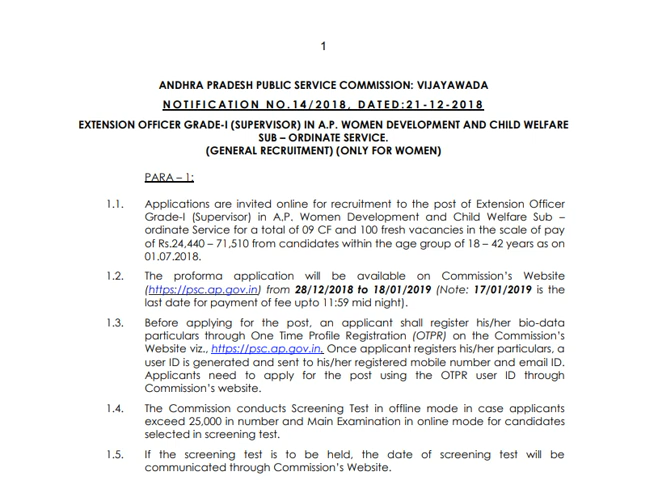 1
ANDHRA PRADESH PUBLIC SERVICE COMMISSION: VIJAYAWADA
NOTIFICATION NO.14/2018, DATED:21-12-2018
EXTENSION OFFICER GRADE-I (SUPERVISOR) IN A.P. WOMEN DEVELOPMENT AND CHILD WELFARE
SUB – ORDINATE SERVICE.
(GENERAL RECRUITMENT) (ONLY FOR WOMEN)
PARA – 1:
1.1. Applications are invited online for recruitment to the post of Extension Officer
Grade-I (Supervisor) in A.P. Women Development and Child Welfare Sub –
ordinate Service for a total of 09 CF and 100 fresh vacancies in the scale of pay
of Rs.24,440 – 71,510 from candidates within the age group of 18 – 42 years as on
01.07.2018.
1.2. The proforma application will be available on Commission's Website
(https://psc.ap.gov.in) from 28/12/2018 to 18/01/2019 (Note: 17/01/2019 is the
last date for payment of fee upto 11:59 mid night).
1.3. Before applying for the post, an applicant shall register his/her bio-data
particulars through One Time Profile Registration (OTPR) on the Commission's
Website viz., https://psc.ap.gov.in. Once applicant registers his/her particulars, a
user ID is generated and sent to his/her registered mobile number and email ID.
Applicants need to apply for the post using the OTPR user ID through
Commission's website.
1.4. The Commission conducts Screening Test in offline mode in case applicants
exceed 25,000 in number and Main Examination in online mode for candidates
selected in screening test.
1.5. If the screening test is to be held, the date of screening test will be
communicated through Commission's Website.